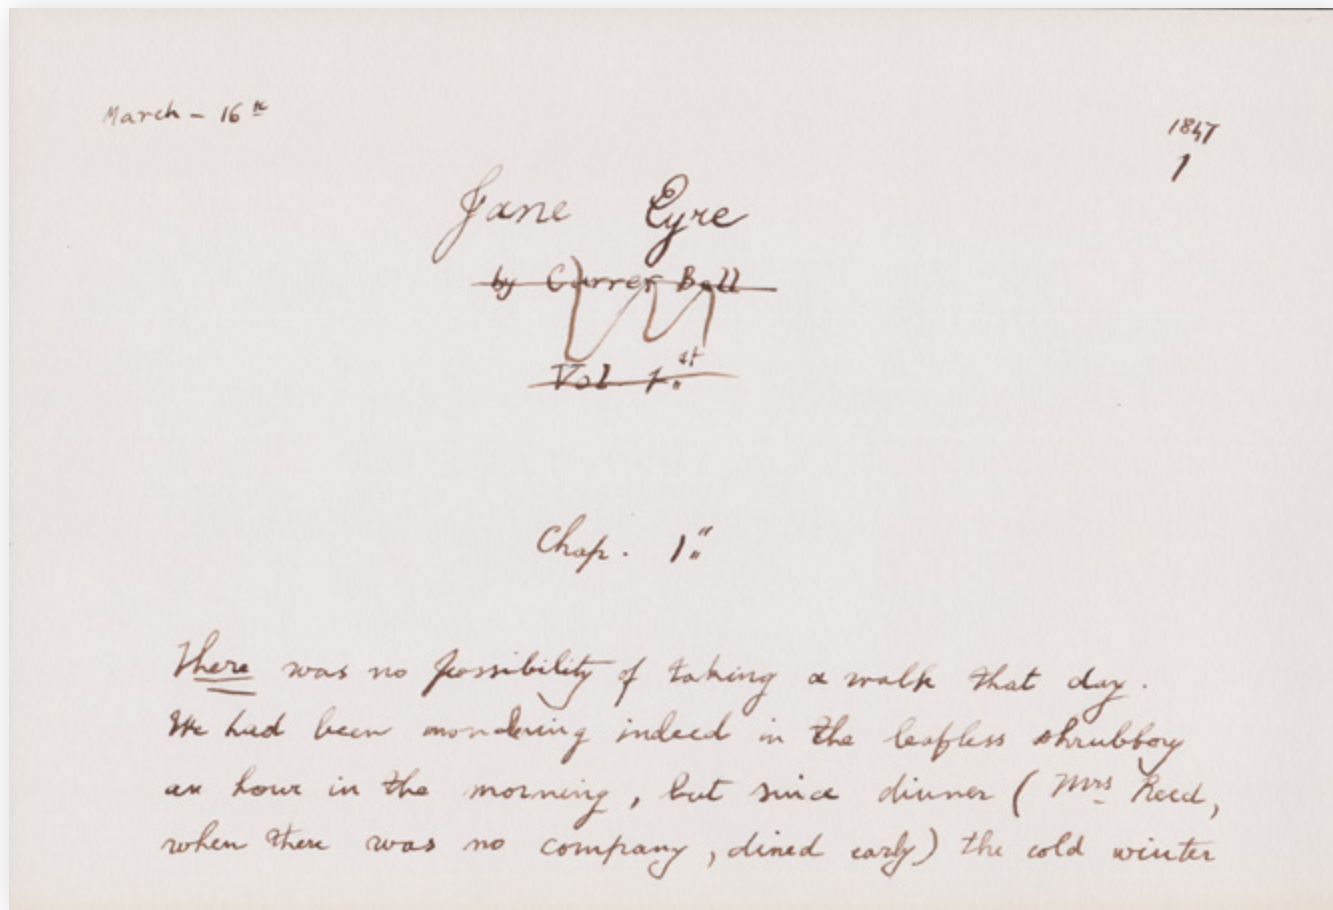 March - 16th
1847
1
Jane Eyre
by Currer Bell
Vol. 1st
Chap. 1"
There was no possibility of taking a walk that day.
We had been wandering indeed in the leafless shrubbery
an hour in the morning, but since dinner (Mrs Reed,
when there was no company, dined early) the cold winter